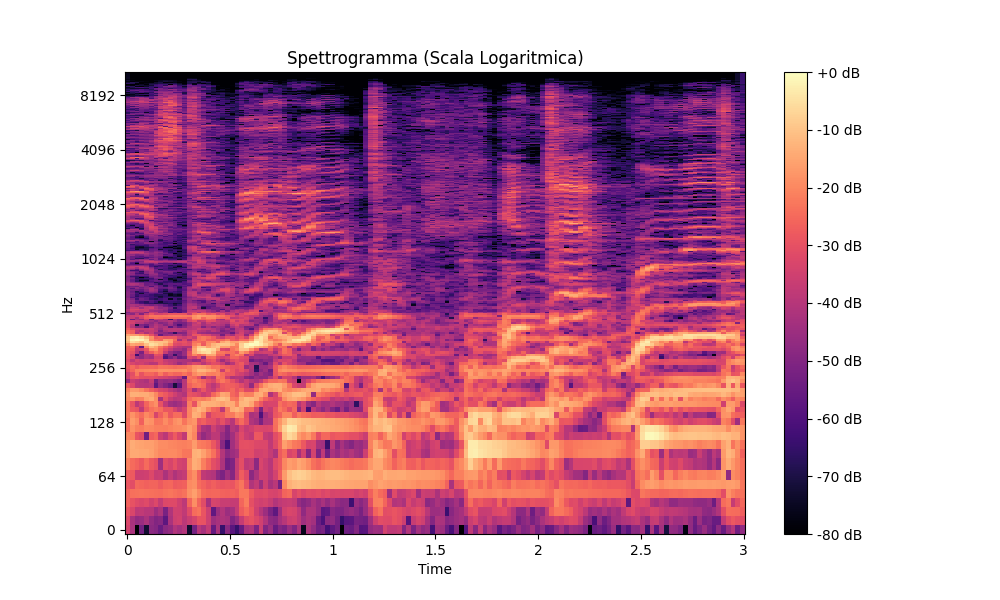 Spettrogramma (Scala Logaritmica)
Hz
8192
4096
2048
1024
512
256
128
64
0
0 0.5 1 1.5 2 2.5 3
Time
+0 dB
-10 dB
-20 dB
-30 dB
-40 dB
-50 dB
-60 dB
-70 dB
-80 dB